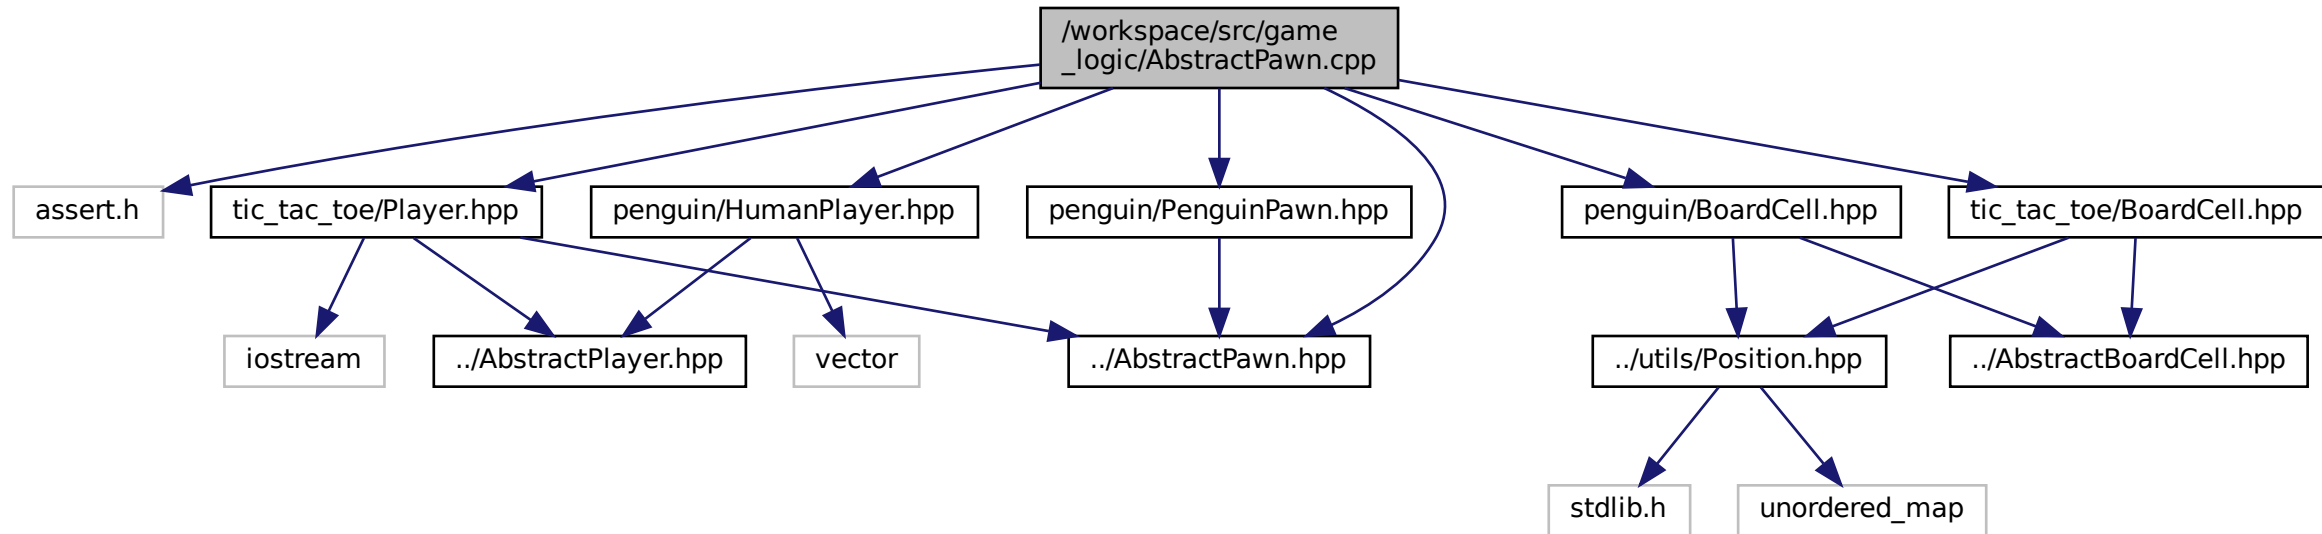 /workspace/src/game
_logic/AbstractPawn.cpp
assert.h
tic_tac_toe/Player.hpp
penguin/HumanPlayer.hpp
penguin/PenguinPawn.hpp
penguin/BoardCell.hpp
tic_tac_toe/BoardCell.hpp
iostream
../AbstractPlayer.hpp
vector
../AbstractPawn.hpp
../utils/Position.hpp
../AbstractBoardCell.hpp
stdlib.h
unordered_map